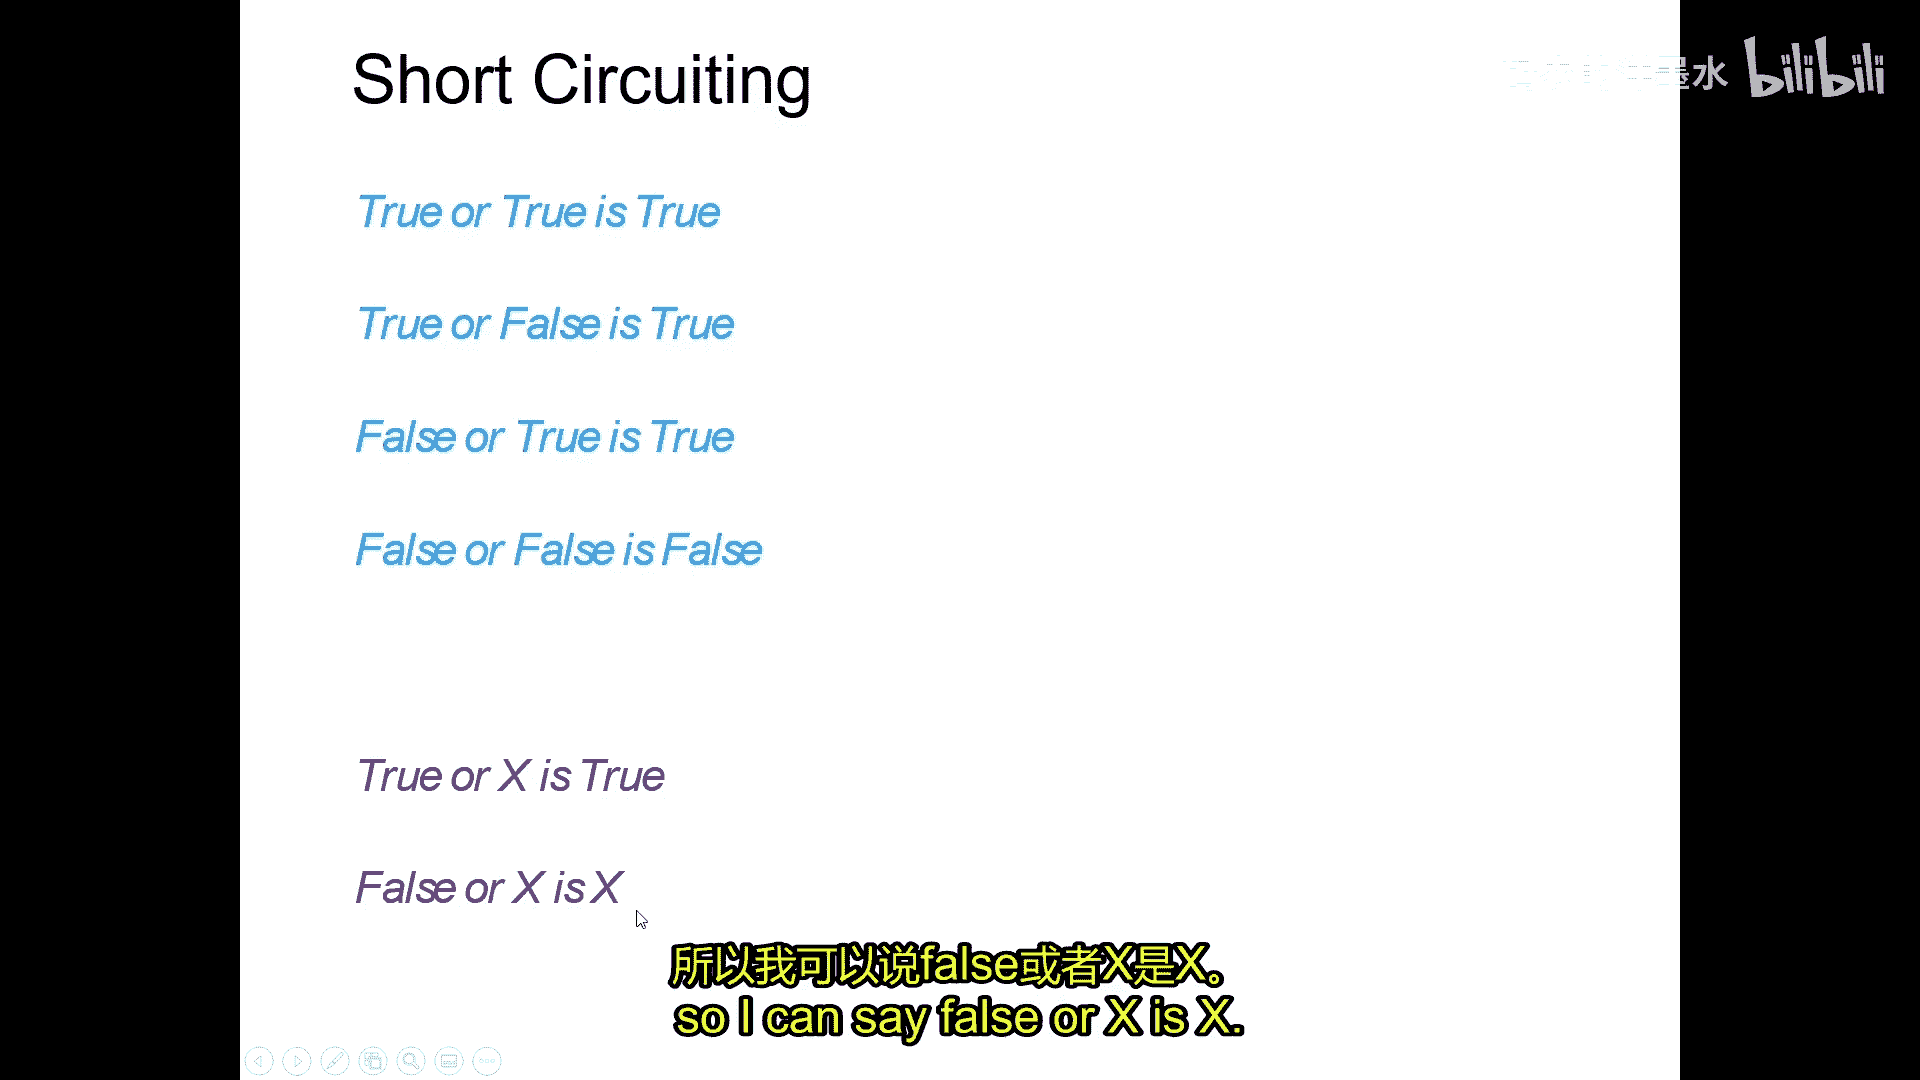 Short Circuiting
墨水 bilibili
True or True is True
True or False is True
False or True is True
False or False is False
True or X is True
False or X is X
所以我可以说false或者X是X。
so I can say false or X is X.